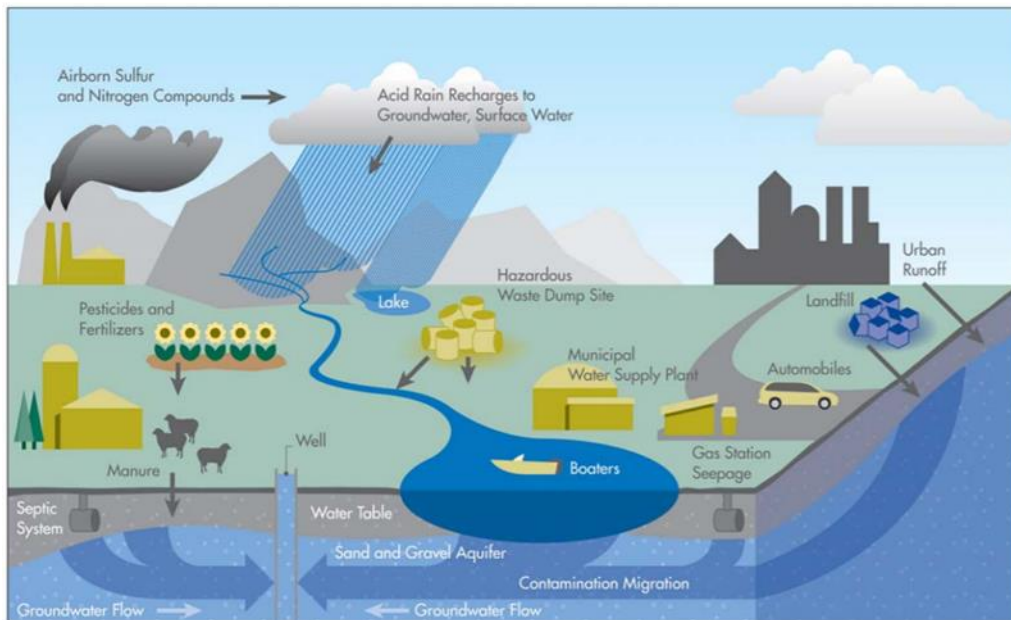 Airborn Sulfur
and Nitrogen Compounds
Acid Rain Recharges to
Groundwater, Surface Water
Urban
Runoff
Hazardous
Waste Dump Site
Lake
Landfill
Pesticides and
Fertilizers
Municipal
Water Supply Plant
Automobiles
Well
Boaters
Gas Station
Seepage
Manure
Septic
System
Water Table
Sand and Gravel Aquifer
Contamination Migration
Groundwater Flow
Groundwater Flow